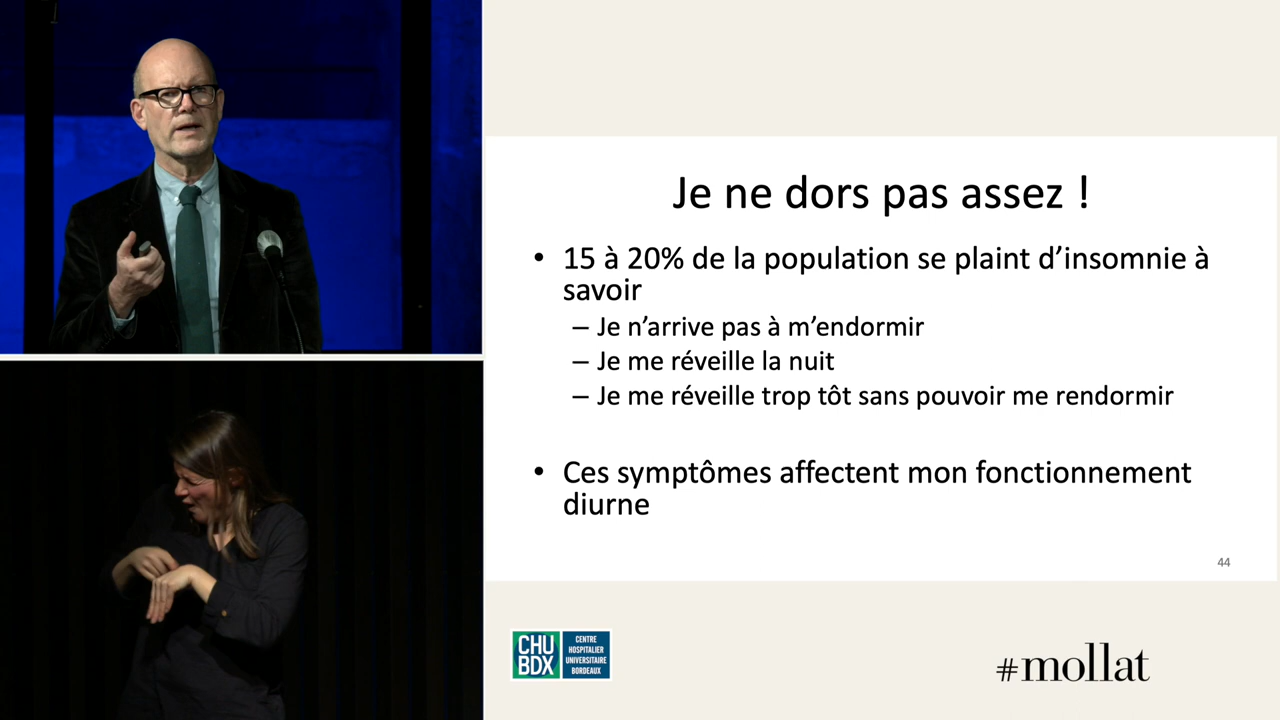 Je ne dors pas assez !
• 15 à 20% de la population se plaint d’insomnie à
savoir
– Je n’arrive pas à m’endormir
– Je me réveille la nuit
– Je me réveille trop tôt sans pouvoir me rendormir
• Ces symptômes affectent mon fonctionnement
diurne
44
CHU
BDX
CENTRE
HOSPITALIER
UNIVERSITAIRE
BORDEAUX
#mollat